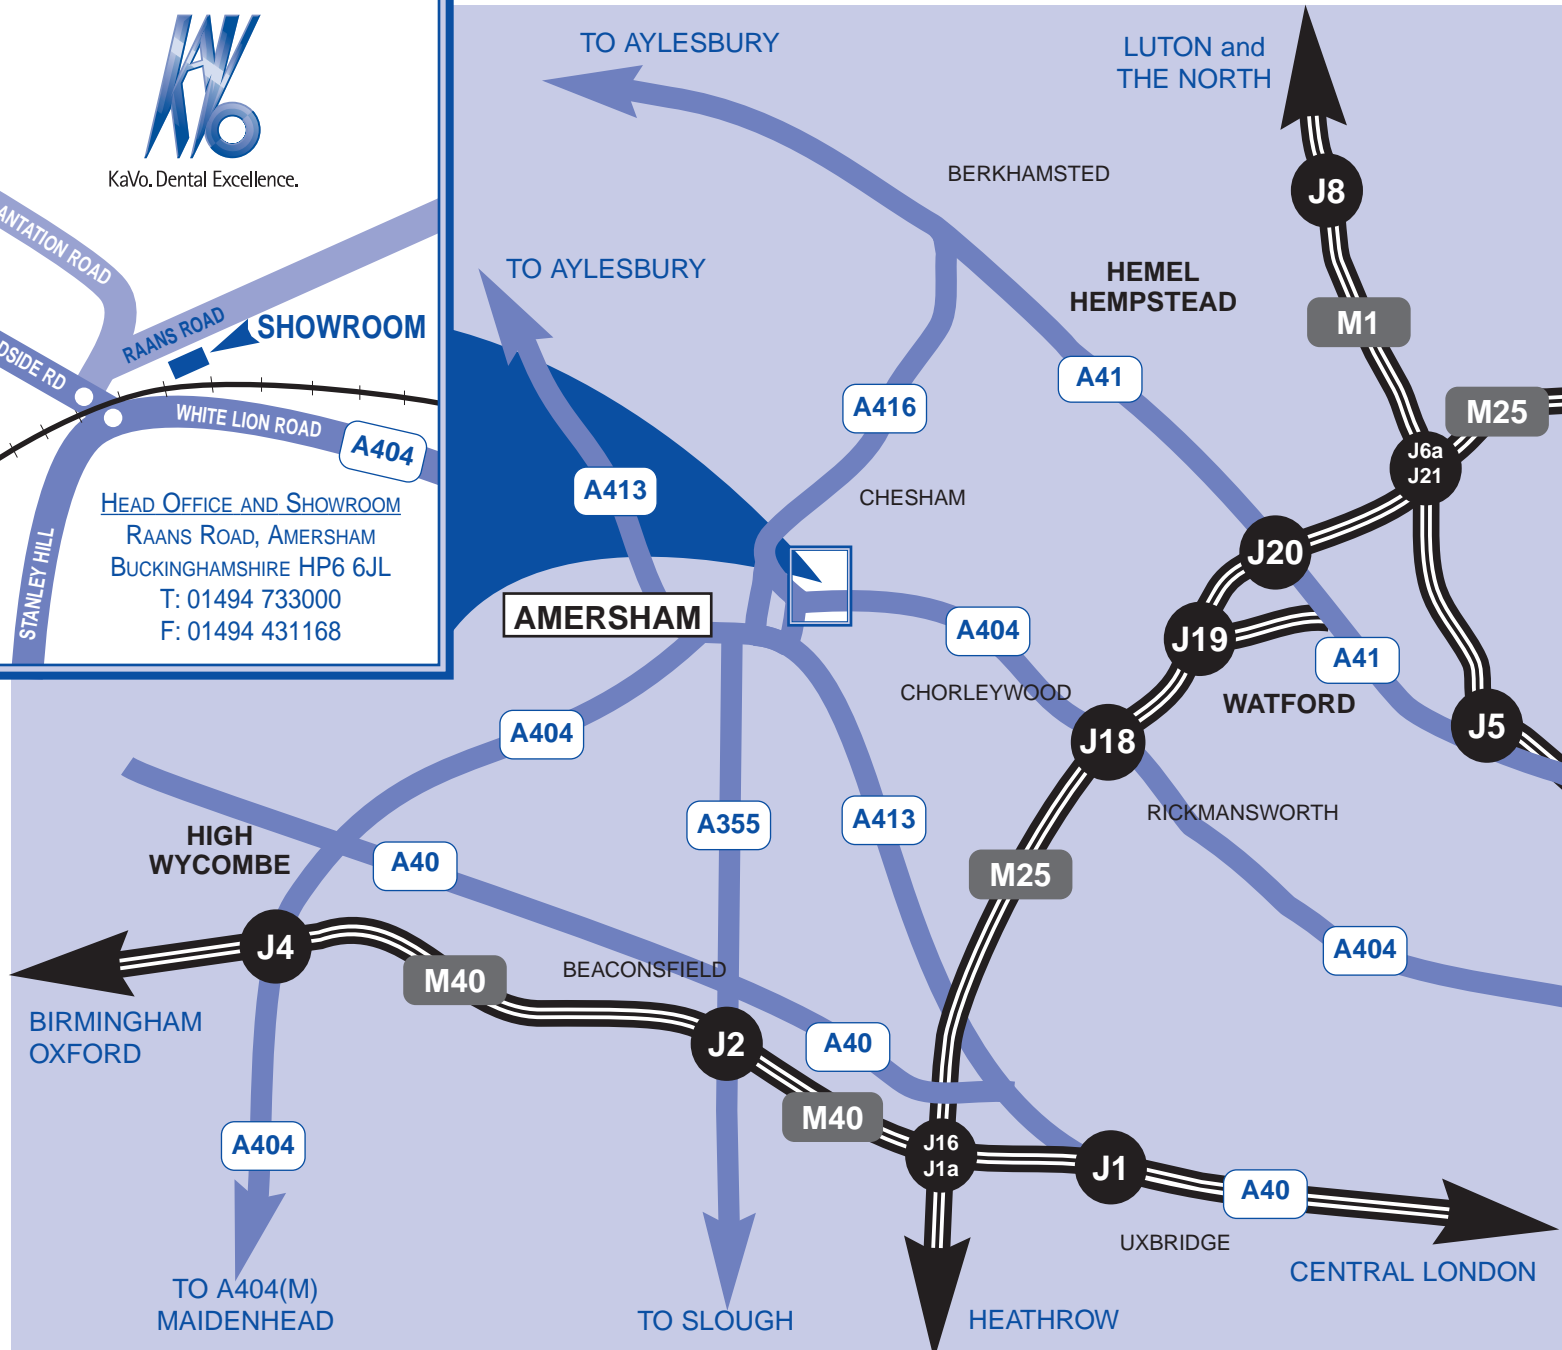 KaVo. Dental Excellence.
ANTATION ROAD
RAANS ROAD
SHOWROOM
DSIDE RD
WHITE LION ROAD
A404
STANLEY HILL
HEAD OFFICE AND SHOWROOM
RAANS ROAD, AMERSHAM
BUCKINGHAMSHIRE HP6 6JL
T: 01494 733000
F: 01494 431168
TO AYLESBURY
LUTON and
THE NORTH
BERKHAMSTED
J8
TO AYLESBURY
HEMEL
HEMPSTEAD
M1
A41
A416
M25
J6a
J21
A413
CHESHAM
J20
AMERSHAM
A404
J19
A41
CHORLEYWOOD
WATFORD
J5
A404
J18
A355
A413
RICKMANSWORTH
HIGH
WYCOMBE
A40
M25
J4
M40
BEACONSFIELD
A404
BIRMINGHAM
OXFORD
J2
A40
M40
A404
J16
J1a
J1
A40
UXBRIDGE
CENTRAL LONDON
TO A404(M)
MAIDENHEAD
TO SLOUGH
HEATHROW